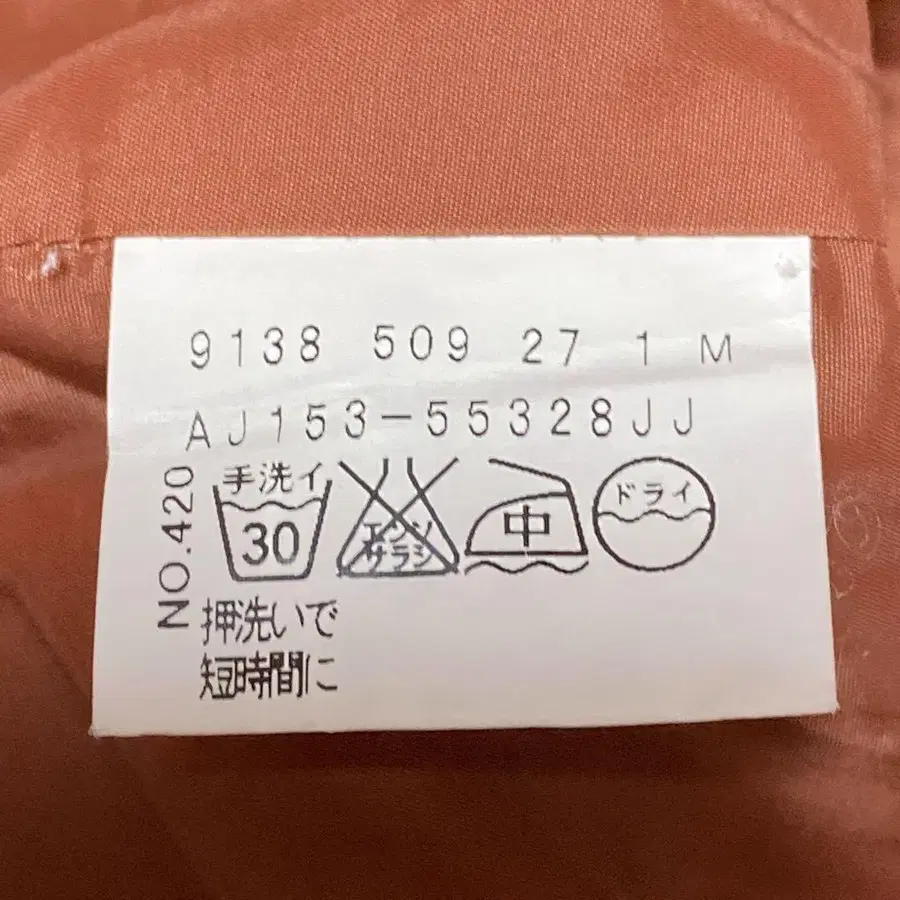 9138 509 27 1 M
AJ153-55328JJ
NO.420
手洗イ
30
エンソ
サラシ
中
ドライ
押洗いで
短時間に